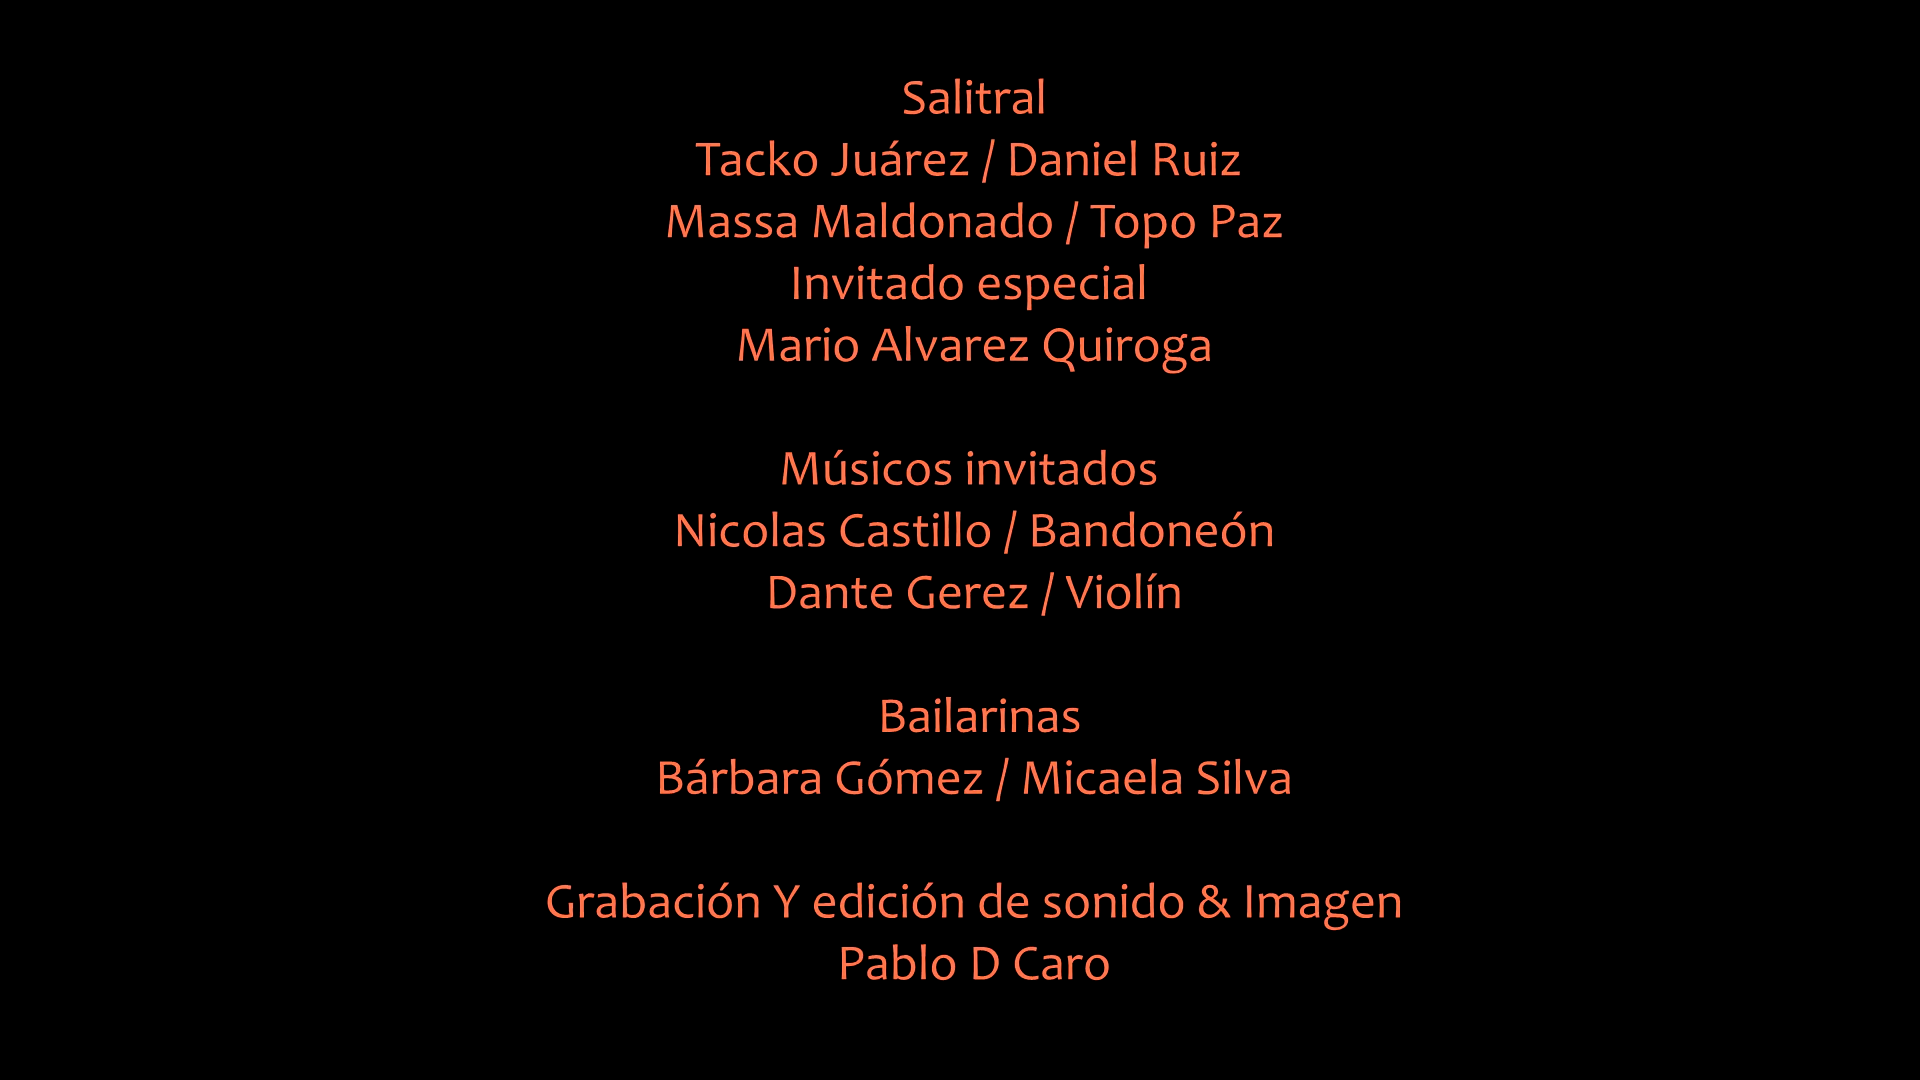 Salitral
Tacko Juárez / Daniel Ruiz
Massa Maldonado / Topo Paz
Invitado especial
Mario Alvarez Quiroga
Músicos invitados
Nicolas Castillo / Bandoneón
Dante Gerez / Violín
Bailarinas
Bárbara Gómez / Micaela Silva
Grabación Y edición de sonido & Imagen
Pablo D Caro